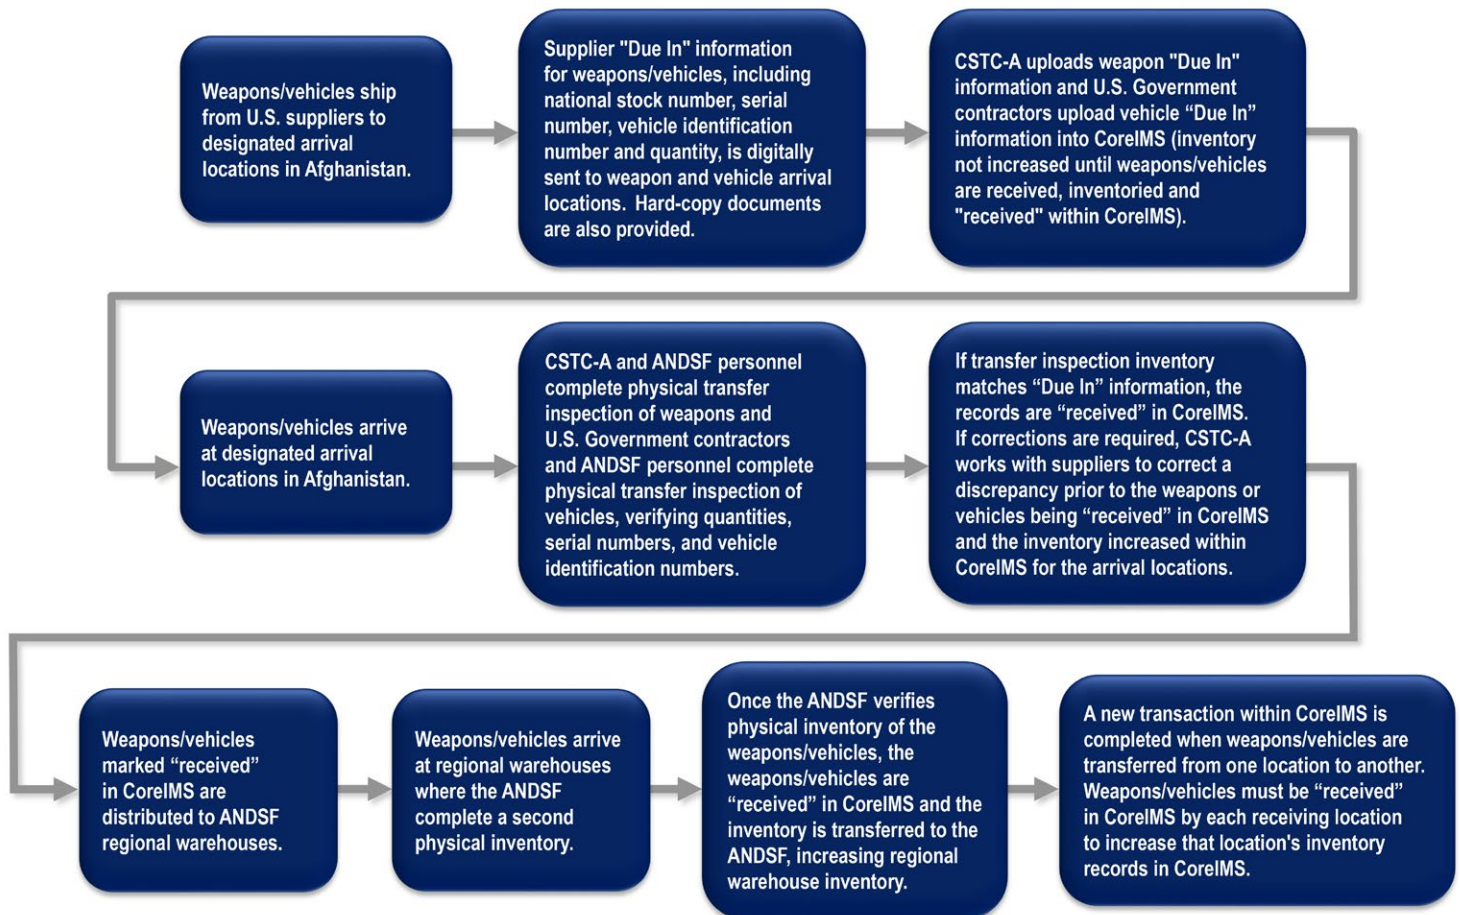 Weapons/vehicles ship
from U.S. suppliers to
designated arrival
locations in Afghanistan.
Supplier "Due In" information
for weapons/vehicles, including
national stock number, serial
number, vehicle identification
number and quantity, is digitally
sent to weapon and vehicle arrival
locations.  Hard-copy documents
are also provided.
CSTC-A uploads weapon "Due In"
information and U.S. Government
contractors upload vehicle “Due In”
information into CoreIMS (inventory
not increased until weapons/vehicles
are received, inventoried and
"received" within CoreIMS).
Weapons/vehicles arrive
at designated arrival
locations in Afghanistan.
CSTC-A and ANDSF personnel
complete physical transfer
inspection of weapons and
U.S. Government contractors
and ANDSF personnel complete
physical transfer inspection of
vehicles, verifying quantities,
serial numbers, and vehicle
identification numbers.
If transfer inspection inventory
matches “Due In” information, the
records are “received” in CoreIMS.
If corrections are required, CSTC-A
works with suppliers to correct a
discrepancy prior to the weapons or
vehicles being “received” in CoreIMS
and the inventory increased within
CoreIMS for the arrival locations.
Weapons/vehicles
marked “received”
in CoreIMS are
distributed to ANDSF
regional warehouses.
Weapons/vehicles arrive
at regional warehouses
where the ANDSF
complete a second
physical inventory.
Once the ANDSF verifies
physical inventory of the
weapons/vehicles, the
weapons/vehicles are
“received” in CoreIMS and the
inventory is transferred to the
ANDSF, increasing regional
warehouse inventory.
A new transaction within CoreIMS is
completed when weapons/vehicles are
transferred from one location to another.
Weapons/vehicles must be “received”
in CoreIMS by each receiving location
to increase that location's inventory
records in CoreIMS.